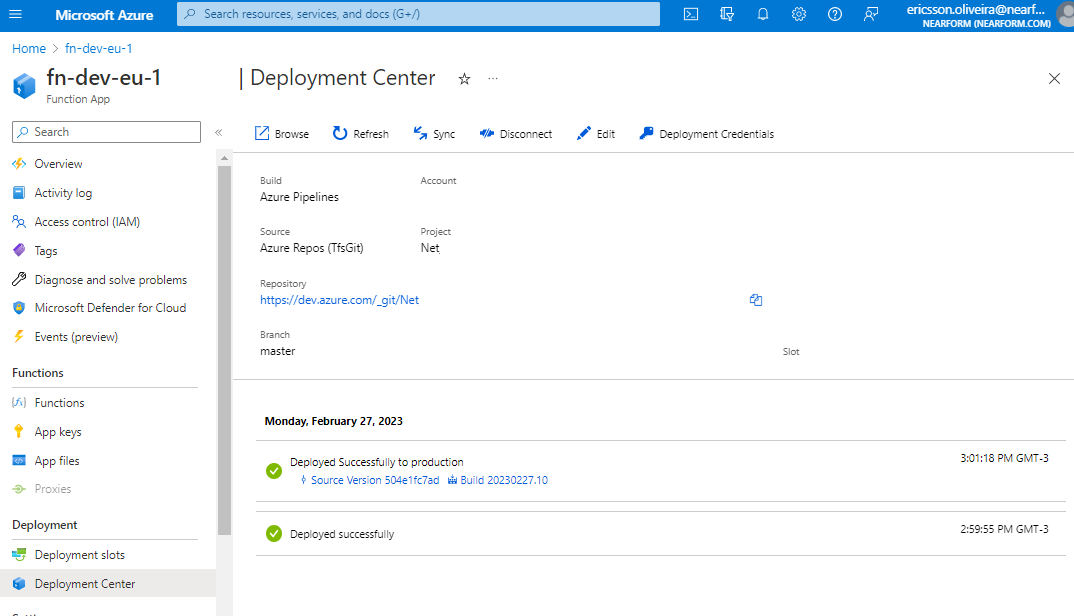 Microsoft Azure
Search resources, services, and docs (G+/)
ericsson.oliveira@nearf...
NEARFORM (NEARFORM.COM)
Home > fn-dev-eu-1
fn-dev-eu-1
Function App
| Deployment Center
...
Search
«
Browse
Refresh
Sync
Disconnect
Edit
Deployment Credentials
Overview
Activity log
Access control (IAM)
Tags
Diagnose and solve problems
Microsoft Defender for Cloud
Events (preview)
Functions
Functions
App keys
App files
Proxies
Deployment
Deployment slots
Deployment Center
Build
Azure Pipelines
Account
Source
Azure Repos (TfsGit)
Project
Net
Repository
https://dev.azure.com/_git/Net
Branch
master
Slot
Monday, February 27, 2023
Deployed Successfully to production
3:01:18 PM GMT-3
Source Version 504e1fc7ad Build 20230227.10
Deployed successfully
2:59:55 PM GMT-3